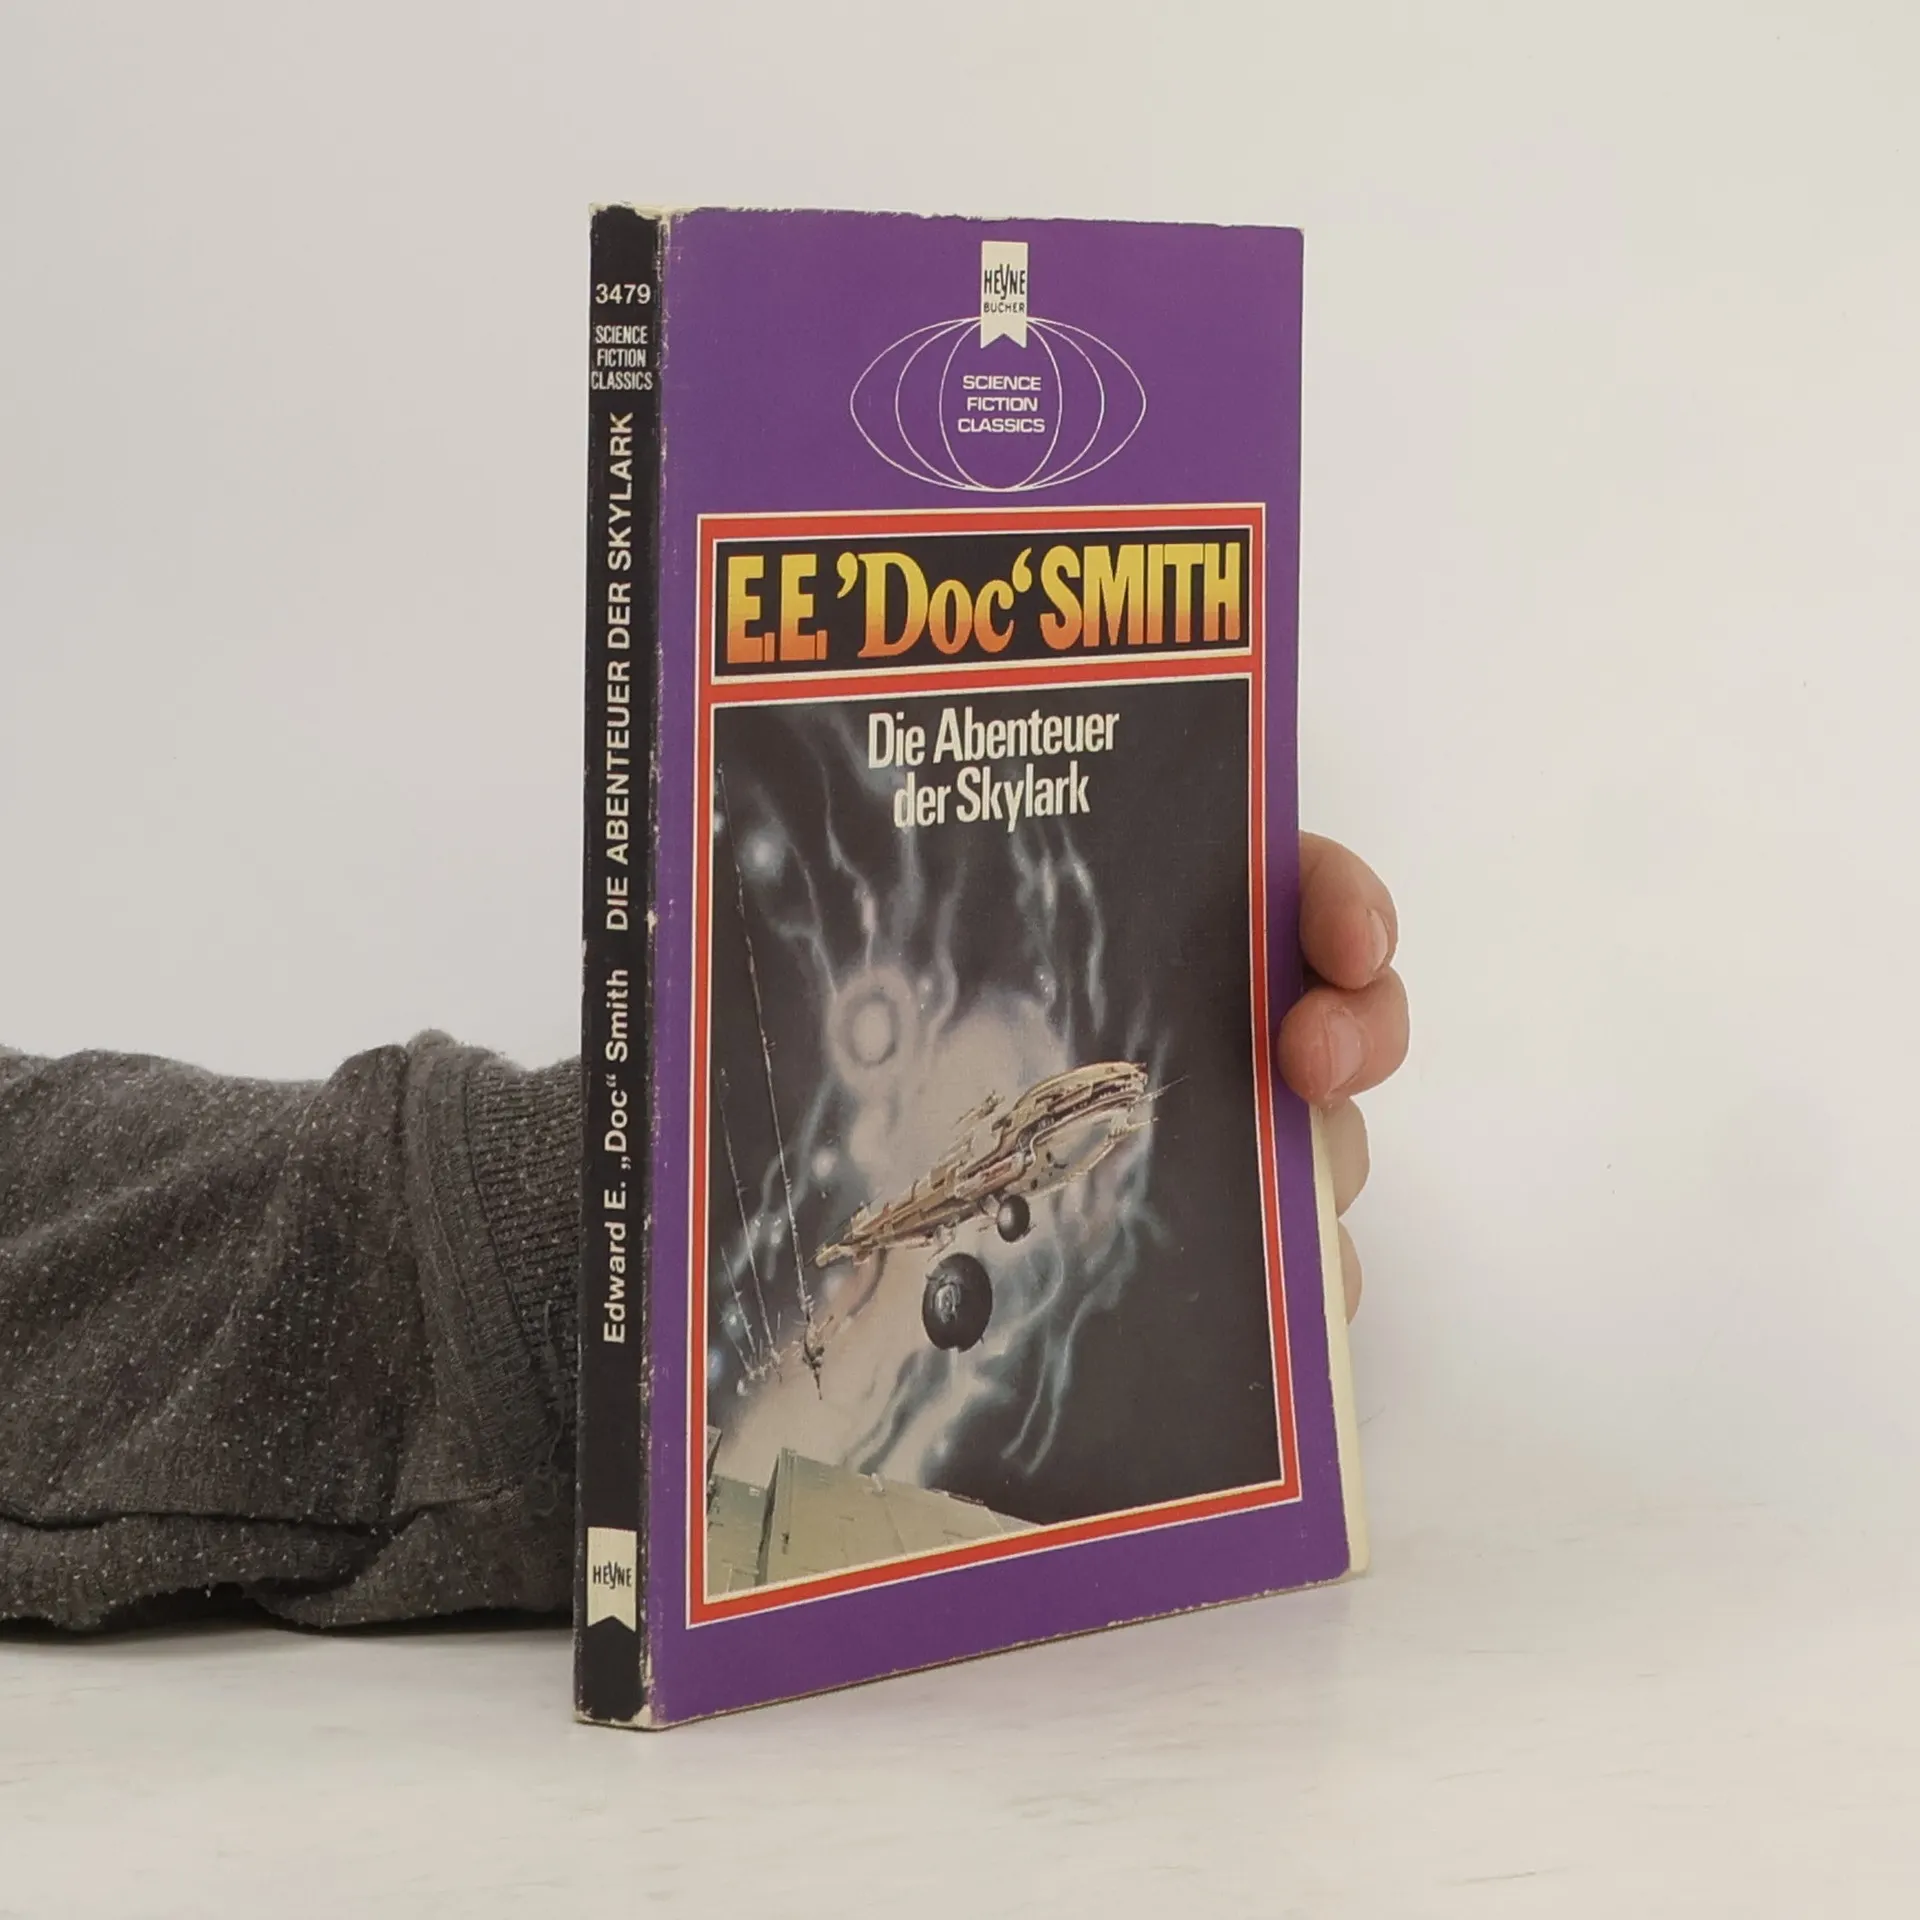 3479
SCIENCE
FICTION
CLASSICS
Edward E. „Doc“ Smith DIE ABENTEUER DER SKYLARK
HEYNE
HEYNE
BÜCHER
SCIENCE
FICTION
CLASSICS
E.E. ’Doc‘ SMITH
Die Abenteuer
der Skylark